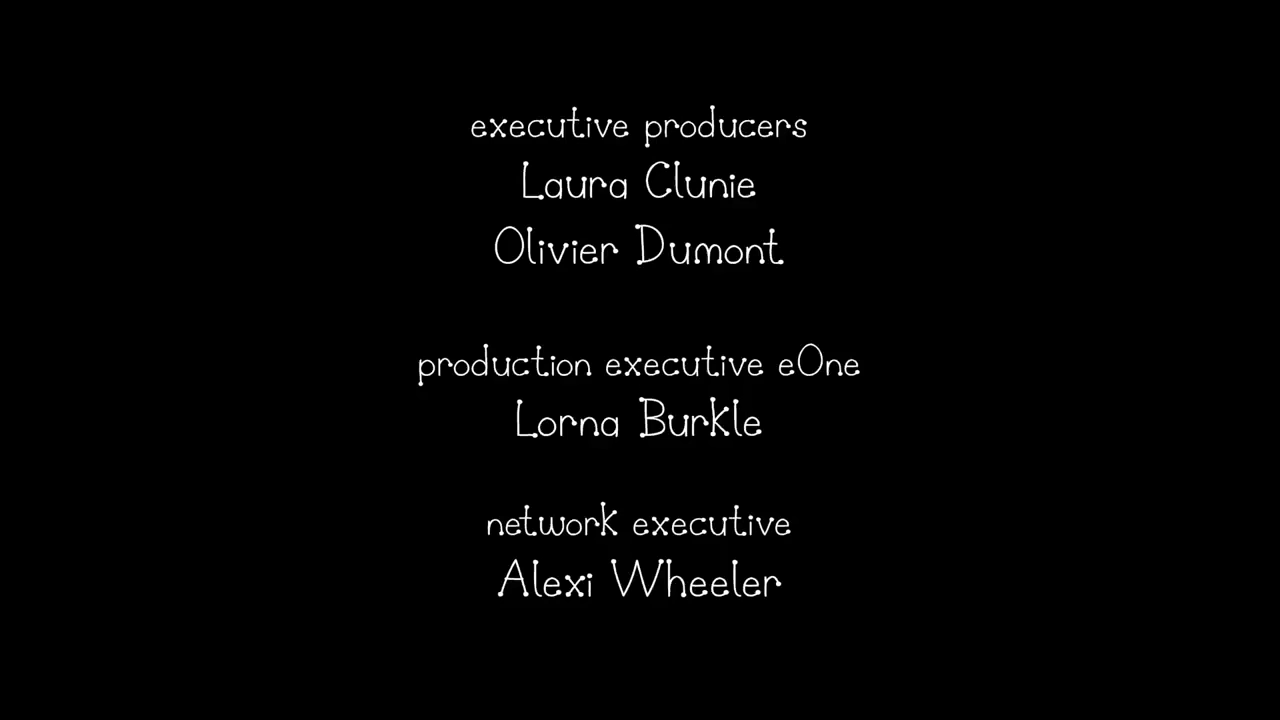 executive producers
Laura Clunie
Olivier Dumont
production executive eOne
Lorna Burkle
network executive
Alexi Wheeler